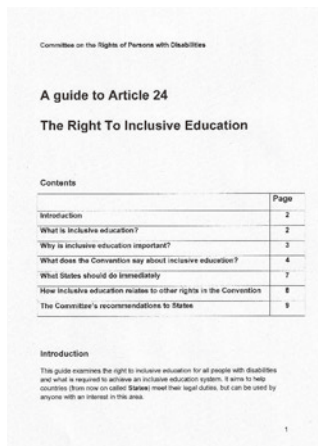 Committee on the Rights of Persons with Disabilities
A guide to Article 24
The Right To Inclusive Education
Contents
Page
Introduction 2
What is inclusive education? 2
Why is inclusive education important? 3
What does the Convention say about inclusive education? 4
What States should do immediately 7
How inclusive education relates to other rights in the Convention 8
The Committee's recommendations to States 9
Introduction
This guide examines the right to inclusive education for all people with disabilities
and what is required to achieve an inclusive education system. It aims to help
countries (from now on called States) meet their legal duties, but can be used by
anyone with an interest in this area.
1